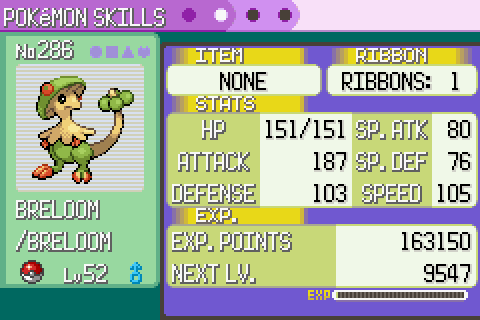 POKéMON SKILLS
No286
BRELOOM
/BRELOOM
Lv52
ITEM
NONE
RIBBON
RIBBONS: 1
STATS
HP 151/151 SP. ATK 80
ATTACK 187 SP. DEF 76
DEFENSE 103 SPEED 105
EXP.
EXP. POINTS 163150
NEXT LV. 9547
EXP